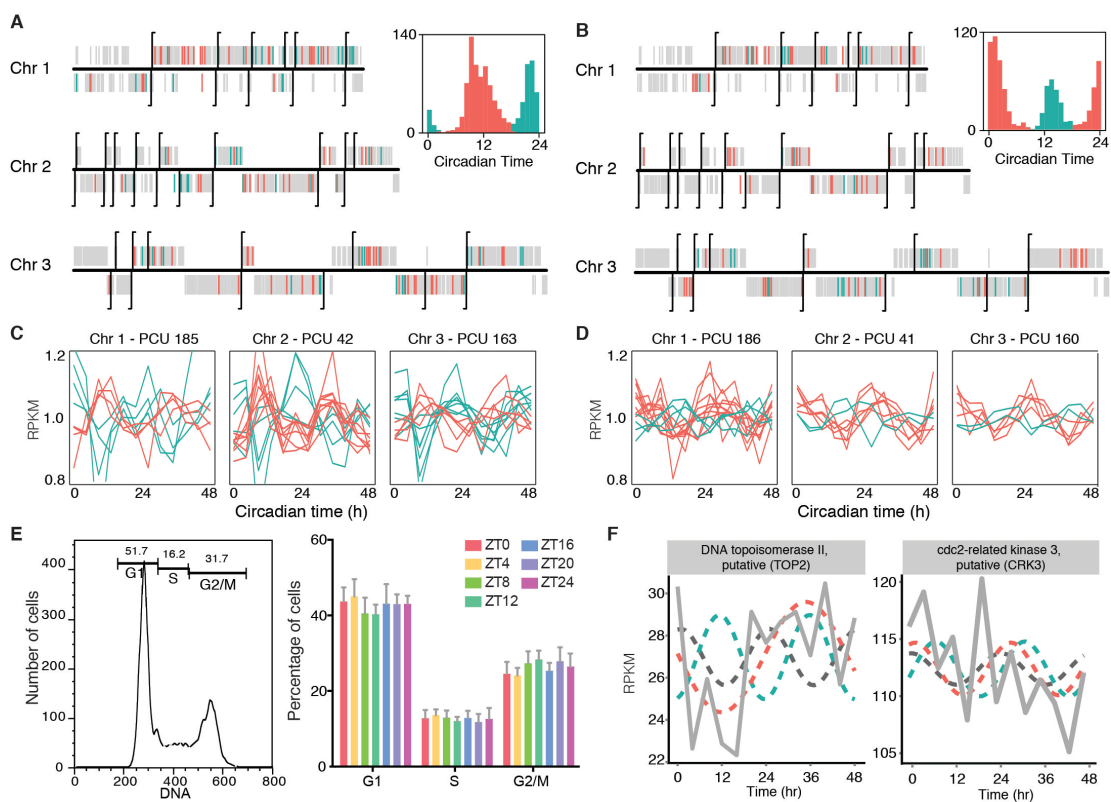 A
140
0
12
24
Circadian Time
Chr 1
Chr 2
Chr 3
B
120
0
0
12
24
Circadian Time
Chr 1
Chr 2
Chr 3
C
Chr 1 - PCU 185
Chr 2 - PCU 42
Chr 3 - PCU 163
1.2
1.0
0.8
RPKM
0 24 48
0 24 48
0 24 48
Circadian time (h)
D
Chr 1 - PCU 186
Chr 2 - PCU 41
Chr 3 - PCU 160
1.2
1.0
0.8
RPKM
0 24 48
0 24 48
0 24 48
Circadian time (h)
E
51.7
16.2
31.7
G1
S
G2/M
400
300
200
100
0
Number of cells
0 200 400 600 800
DNA
60
40
20
0
Percentage of cells
ZT0
ZT4
ZT8
ZT12
ZT16
ZT20
ZT24
G1 S G2/M
F
DNA topoisomerase II,
putative (TOP2)
cdc2-related kinase 3,
putative (CRK3)
30
28
26
24
22
RPKM
0 12 24 36 48
Time (hr)
120
115
110
105
0 12 24 36 48
Time (hr)